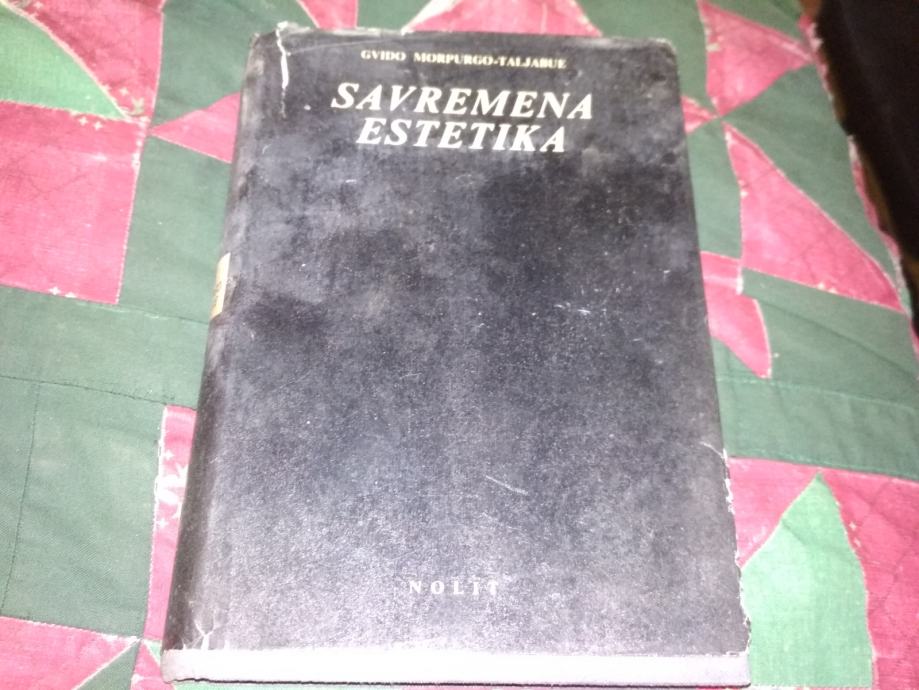 GVIDO MORPURGO-TALJABUE
SAVREMENA
ESTETIKA
NOLIT